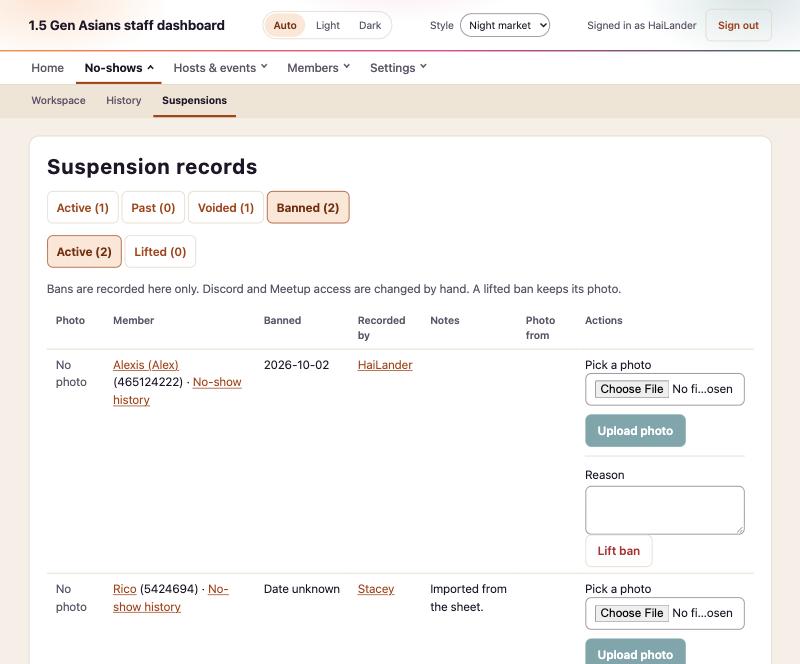 1.5 Gen Asians staff dashboard
Auto Light Dark
Style Night market
Signed in as HaiLander
Sign out
Home No-shows Hosts & events Members Settings
Workspace History Suspensions
Suspension records
Active (1) Past (0) Voided (1) Banned (2)
Active (2) Lifted (0)
Bans are recorded here only. Discord and Meetup access are changed by hand. A lifted ban keeps its photo.
Photo Member Banned Recorded by Notes Photo from Actions
No photo
Alexis (Alex)
(465124222) · No-show
history
2026-10-02
HaiLander
Pick a photo
Choose File No fi...osen
Upload photo
Reason
Lift ban
No photo
Rico (5424694) · No-
show history
Date unknown
Stacey
Imported from
the sheet.
Pick a photo
Choose File No fi...osen
Upload photo